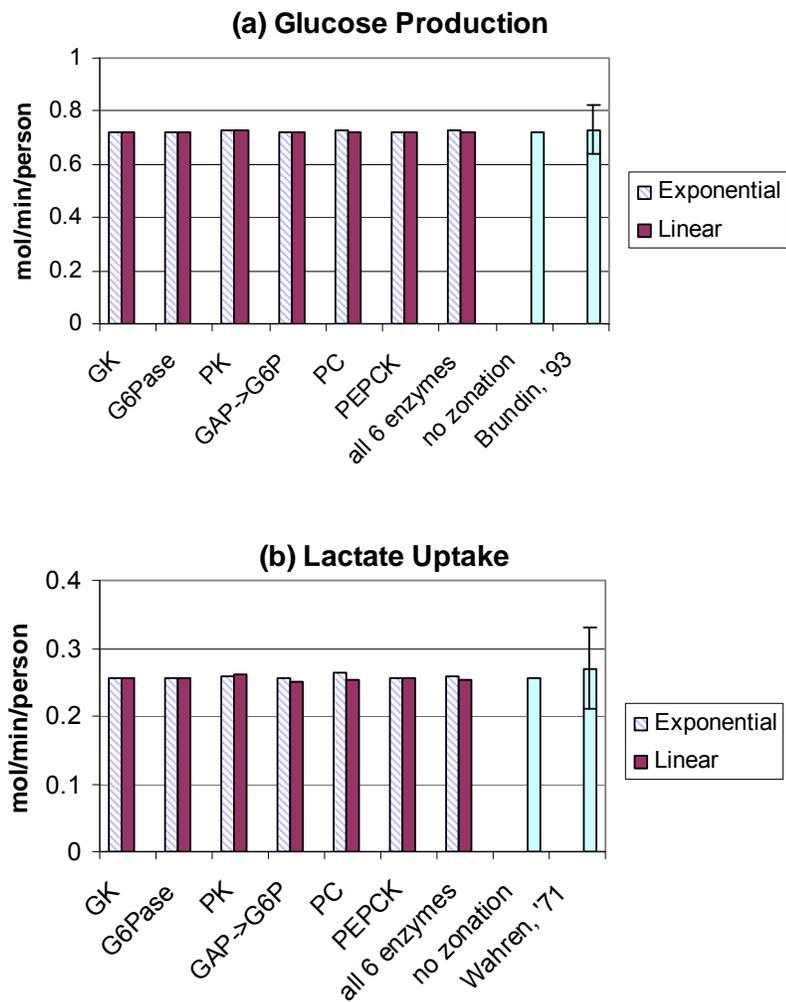 (a) Glucose Production
1
0.8
0.6
0.4
0.2
0
mol/min/person
GK
G6Pase
PK
GAP->G6P
PC
PEPCK
all 6 enzymes
no zonation
Brundin, '93
Exponential
Linear
(b) Lactate Uptake
0.4
0.3
0.2
0.1
0
mol/min/person
GK
G6Pase
PK
GAP->G6P
PC
PEPCK
all 6 enzymes
no zonation
Wahren, '71
Exponential
Linear